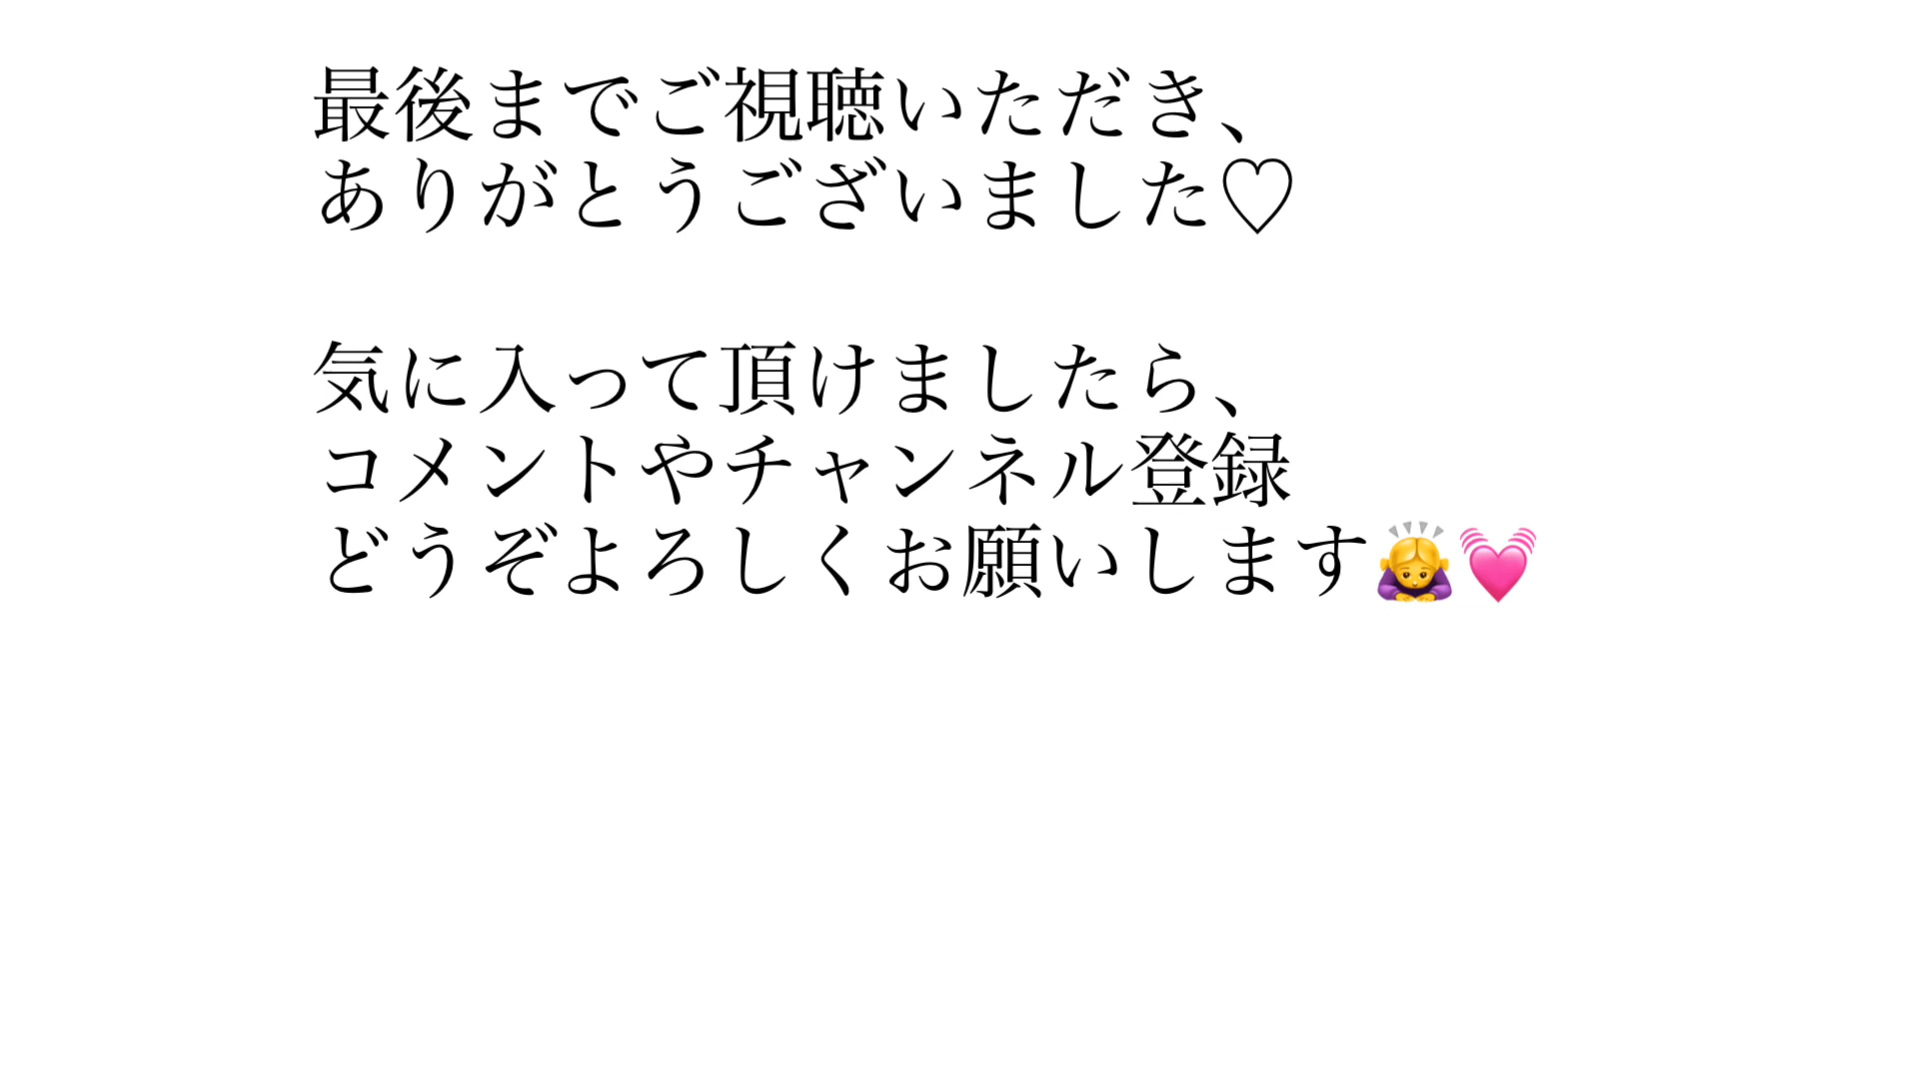 最後までご視聴いただき、
ありがとうございました♡
気に入って頂けましたら、
コメントやチャンネル登録
どうぞよろしくお願いします🙇‍♀️💓